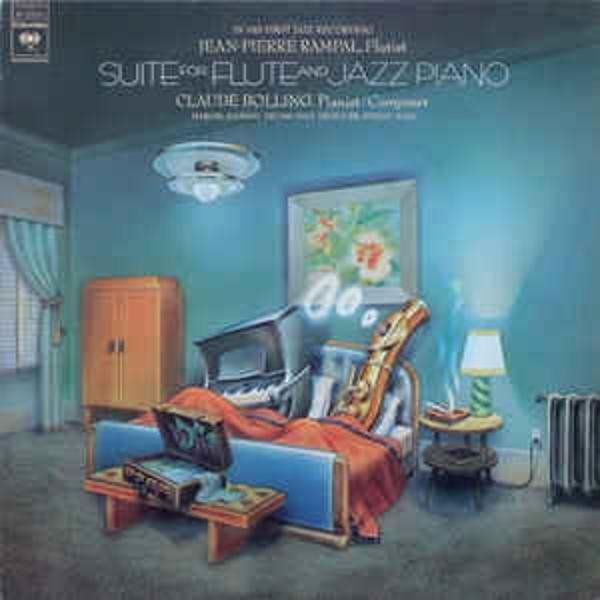 IN HIS FIRST JAZZ RECORDING
JEAN-PIERRE RAMPAL, Flutist
SUITE FOR FLUTE AND JAZZ PIANO
CLAUDE BOLLING, Pianist/Composer